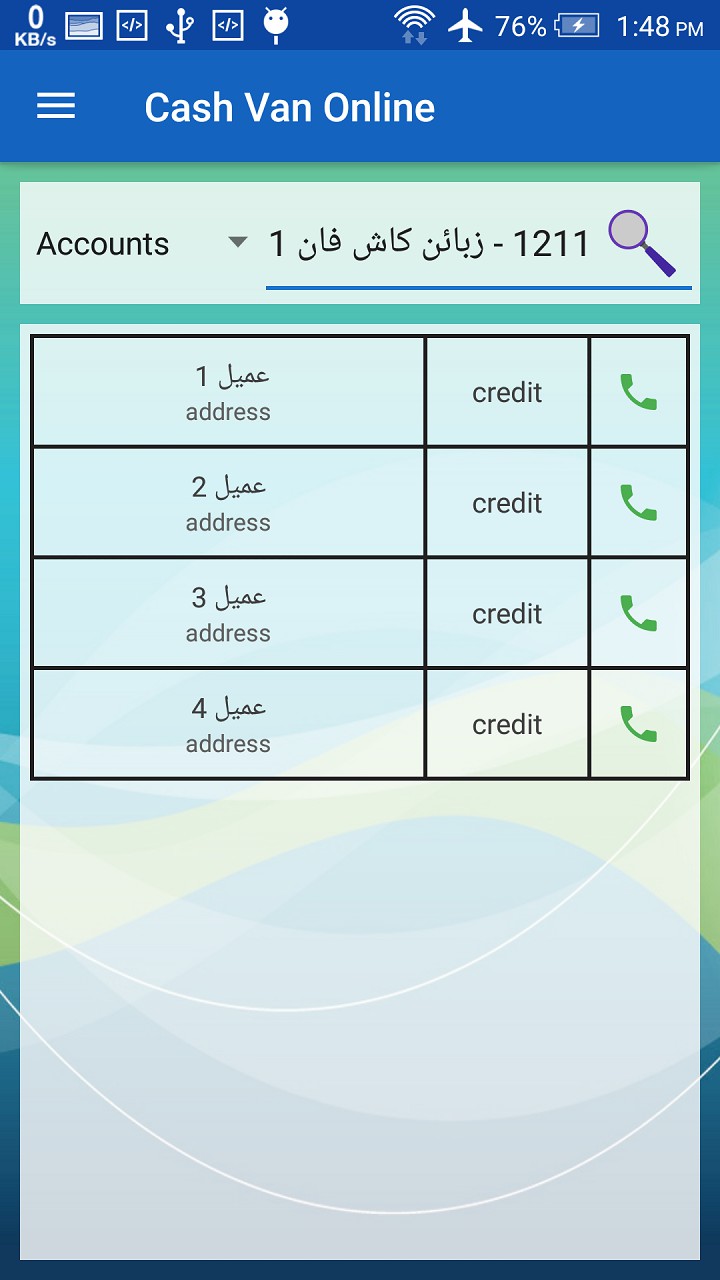 0
KB/s
76%
1:48 PM
Cash Van Online
Accounts
1211 - زبائن كاش فان 1
عميل 1
address
credit
عميل 2
address
credit
عميل 3
address
credit
عميل 4
address
credit